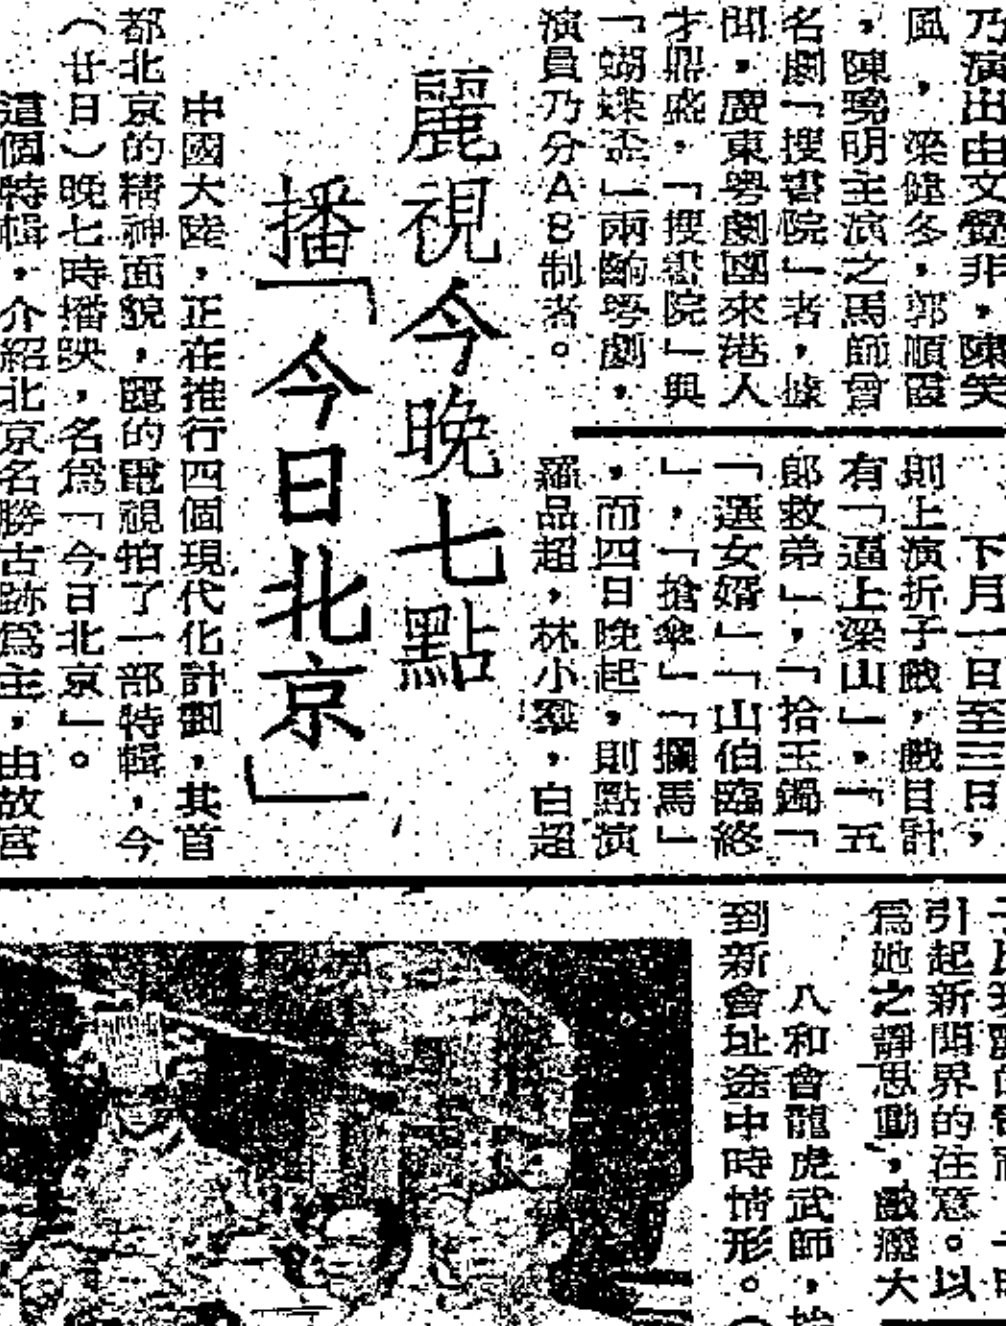 乃演出由文覺非,陳笑
風,梁健冬,郭順霞
,陳曉明主演之馬師曾
名劇「搜書院」者,據
聞,廣東粤劇團來港人
才鼎盛,「搜書院」與
「蝴蝶盃」兩齣粤劇,
演員乃分AB制者。
下月一日至三日,
則上演折子戲,戲目計
有「逼上梁山」,「五
郎救弟」,「拾玉鐲「
「選女婿」「山伯臨終
」,「搶傘」「攔馬」
,而四日晚起,則點演
羅品超,林小羣,白超
麗視今晚七點
播「今日北京」
中國大陸,正在推行四個現代化計劃,其首
都北京的精神面貌,麗的電視拍了一部特輯,今
(廿日)晚七時播映,名為「今日北京」。
這個特輯,介紹北京名勝古跡為主,由故宮
引起新聞界的注意。以
為她之靜思動,戲癮大
八和會龍虎武師,
到新會址途中時情形。(